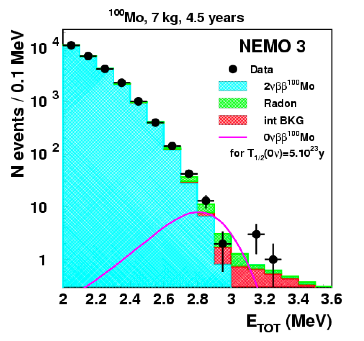 ¹⁰⁰Mo, 7 kg, 4.5 years
N events / 0.1 MeV
10⁴
10³
10²
10
1
NEMO 3
Data
2νββ¹⁰⁰Mo
Radon
int BKG
0νββ¹⁰⁰Mo
for T₁/₂(0ν)=5.10²³y
2 2.2 2.4 2.6 2.8 3 3.2 3.4 3.6
E_TOT (MeV)